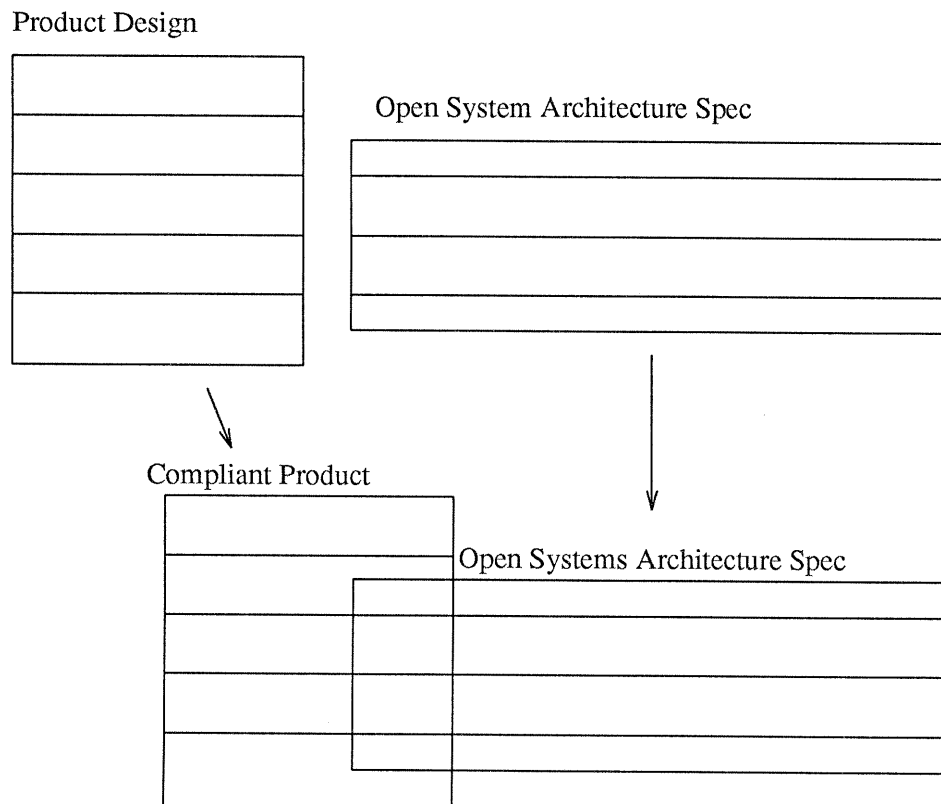 Product Design
Open System Architecture Spec
Compliant Product
Open Systems Architecture Spec